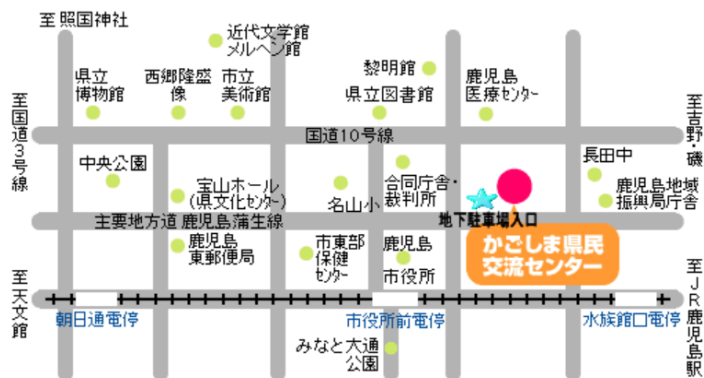 至 照国神社
近代文学館
メルヘン館
県立
博物館
西郷隆盛
像
市立
美術館
黎明館
県立図書館
鹿児島
医療センター
至国道3号線
国道10号線
至吉野・磯
中央公園
宝山ホール
(県文化センター)
名山小
合同庁舎・
裁判所
長田中
鹿児島地域
振興局庁舎
主要地方道 鹿児島蒲生線
地下駐車場入口
かごしま県民
交流センター
鹿児島
東郵便局
市東部
保健
センター
鹿児島
市役所
至天文館
朝日通電停
市役所前電停
水族館口電停
至JR鹿児島駅
みなと大通
公園